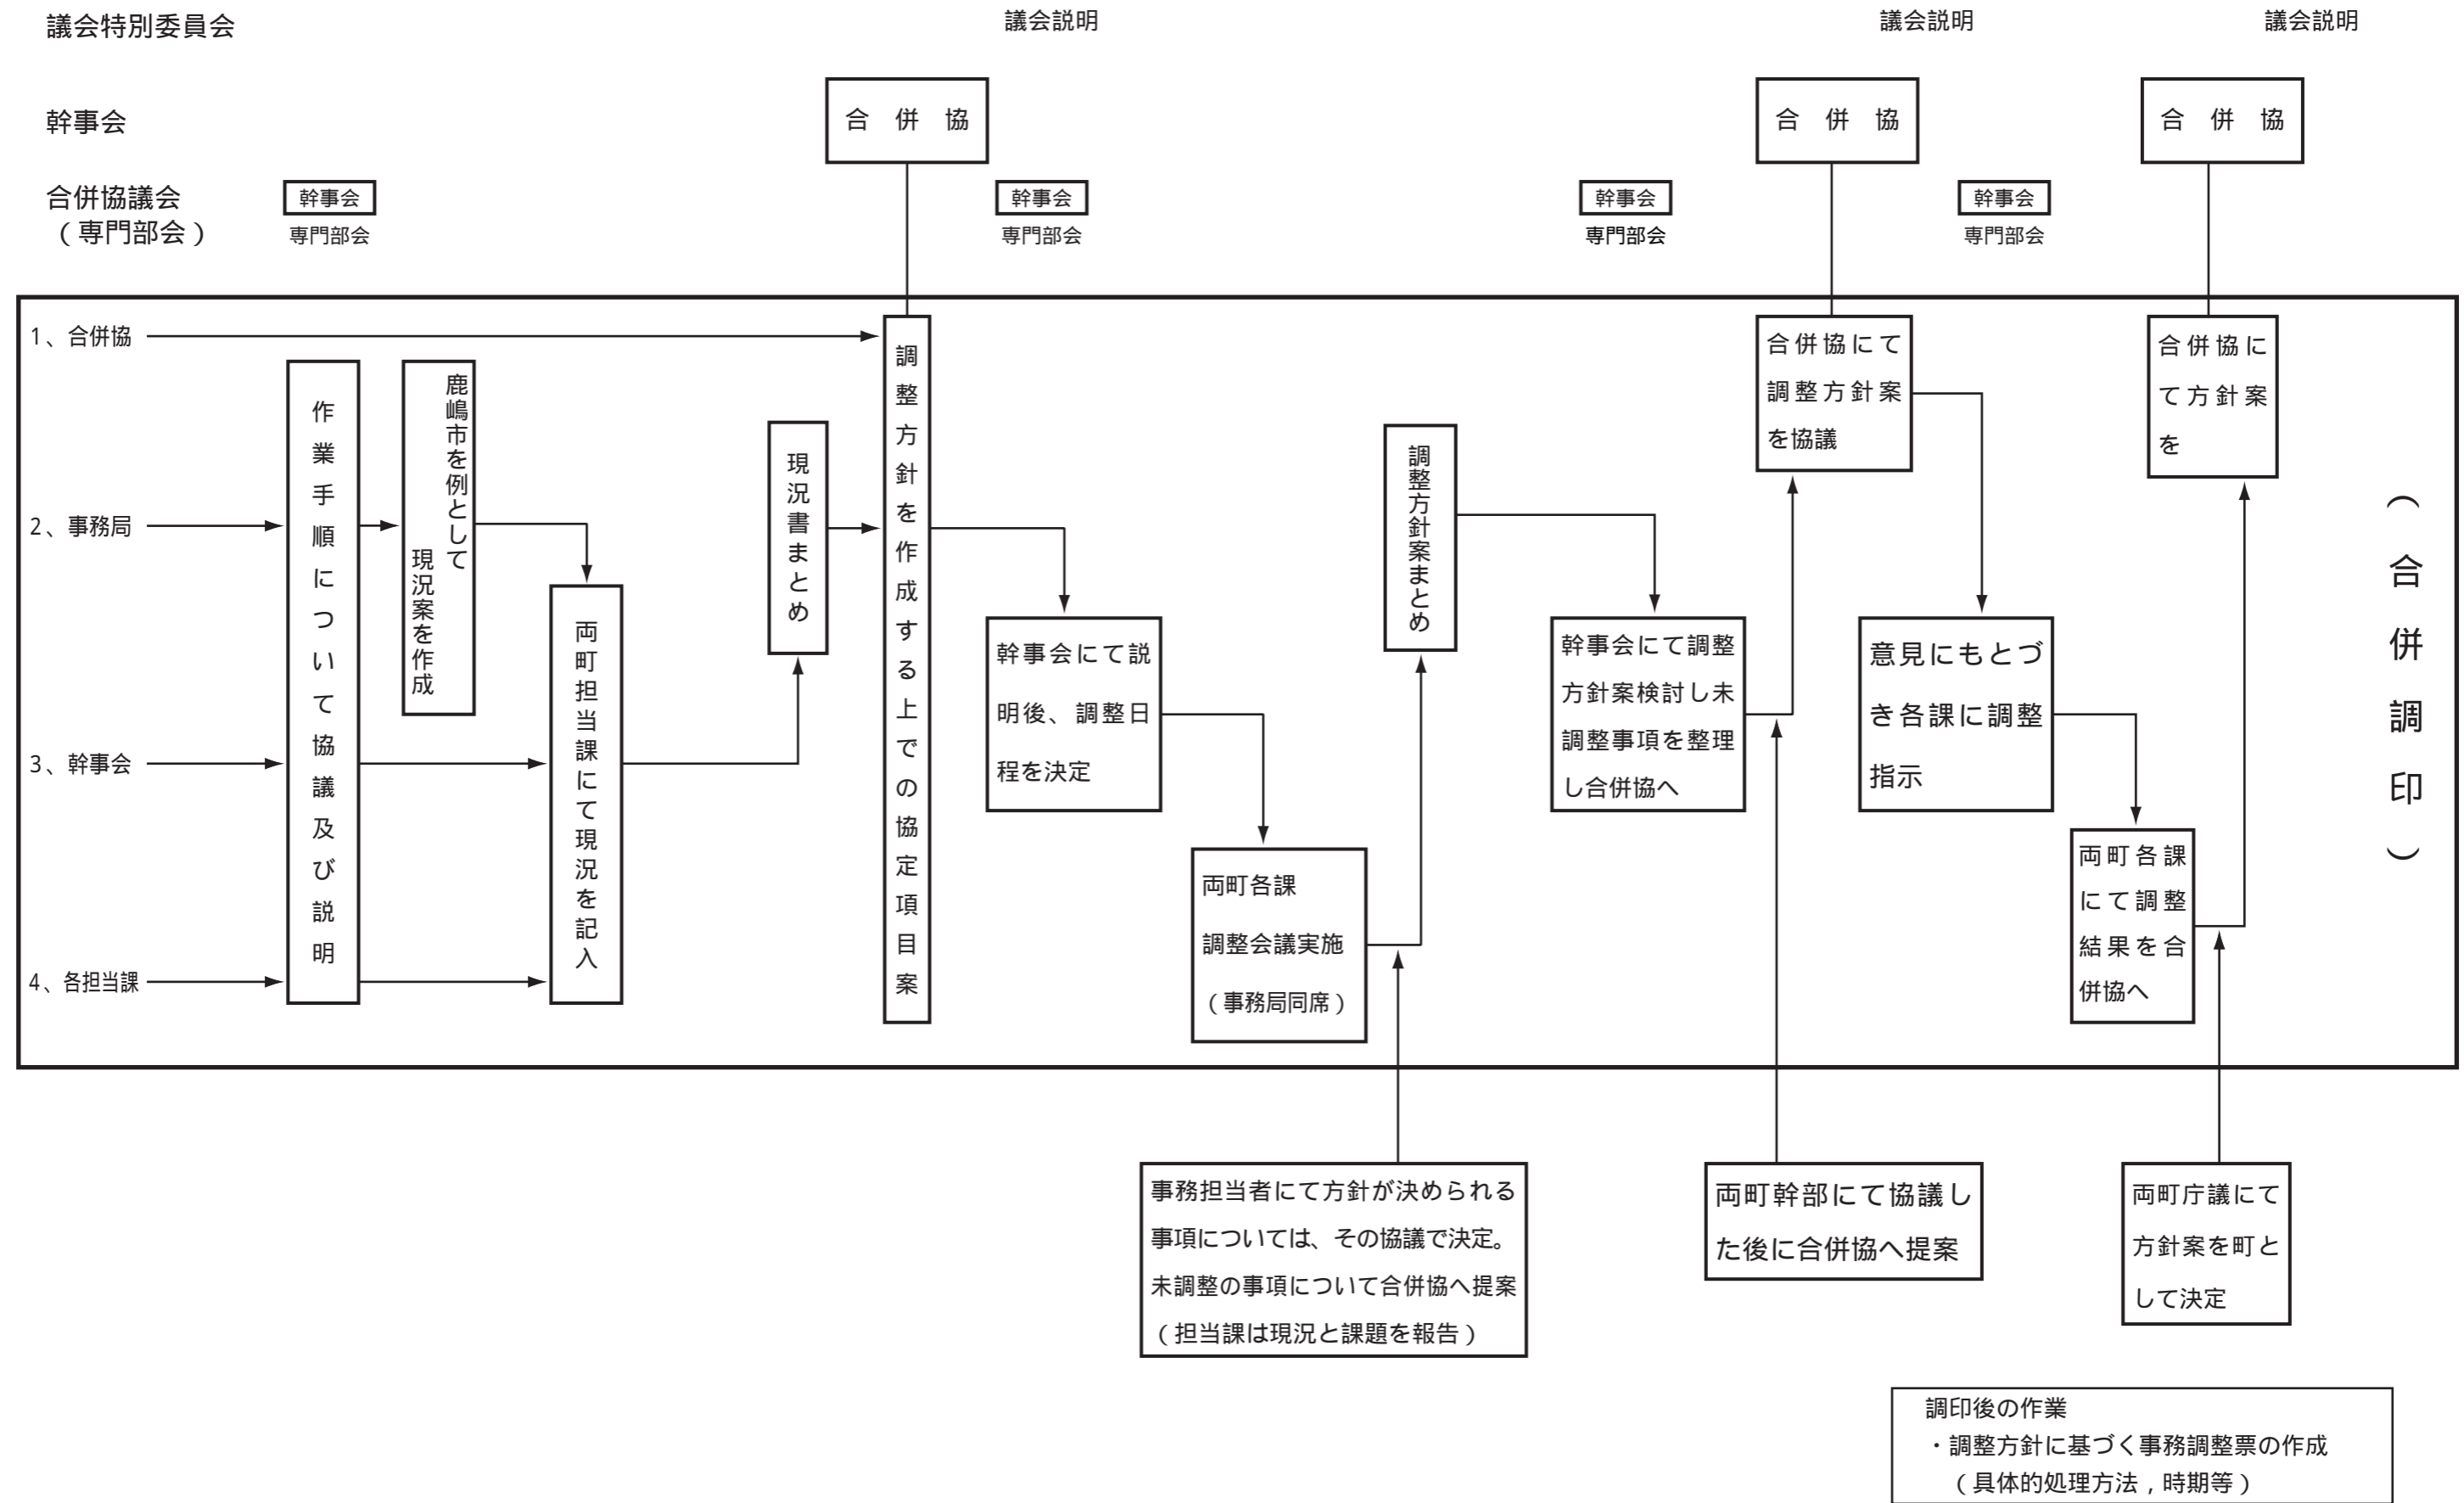 議会特別委員会
議会説明
議会説明
議会説明
幹事会
合　併　協
合　併　協
合　併　協
合併協議会
（専門部会）
幹事会
専門部会
幹事会
専門部会
幹事会
専門部会
幹事会
専門部会
1、合併協
2、事務局
3、幹事会
4、各担当課
作業手順について協議及び説明
鹿嶋市を例として
現況案を作成
両町担当課にて現況を記入
現況書まとめ
調整方針を作成する上での協定項目案
幹事会にて説
明後、調整日
程を決定
両町各課
調整会議実施
（事務局同席）
調整方針案まとめ
幹事会にて調整
方針案検討し未
調整事項を整理
し合併協へ
合併協にて
調整方針案
を協議
意見にもとづ
き各課に調整
指示
両町各課
にて調整
結果を合
併協へ
合併協に
て方針案
を
（合併調印）
事務担当者にて方針が決められる
事項については、その協議で決定。
未調整の事項について合併協へ提案
（担当課は現況と課題を報告）
両町幹部にて協議し
た後に合併協へ提案
両町庁議にて
方針案を町と
して決定
調印後の作業
・調整方針に基づく事務調整票の作成
（具体的処理方法，時期等）